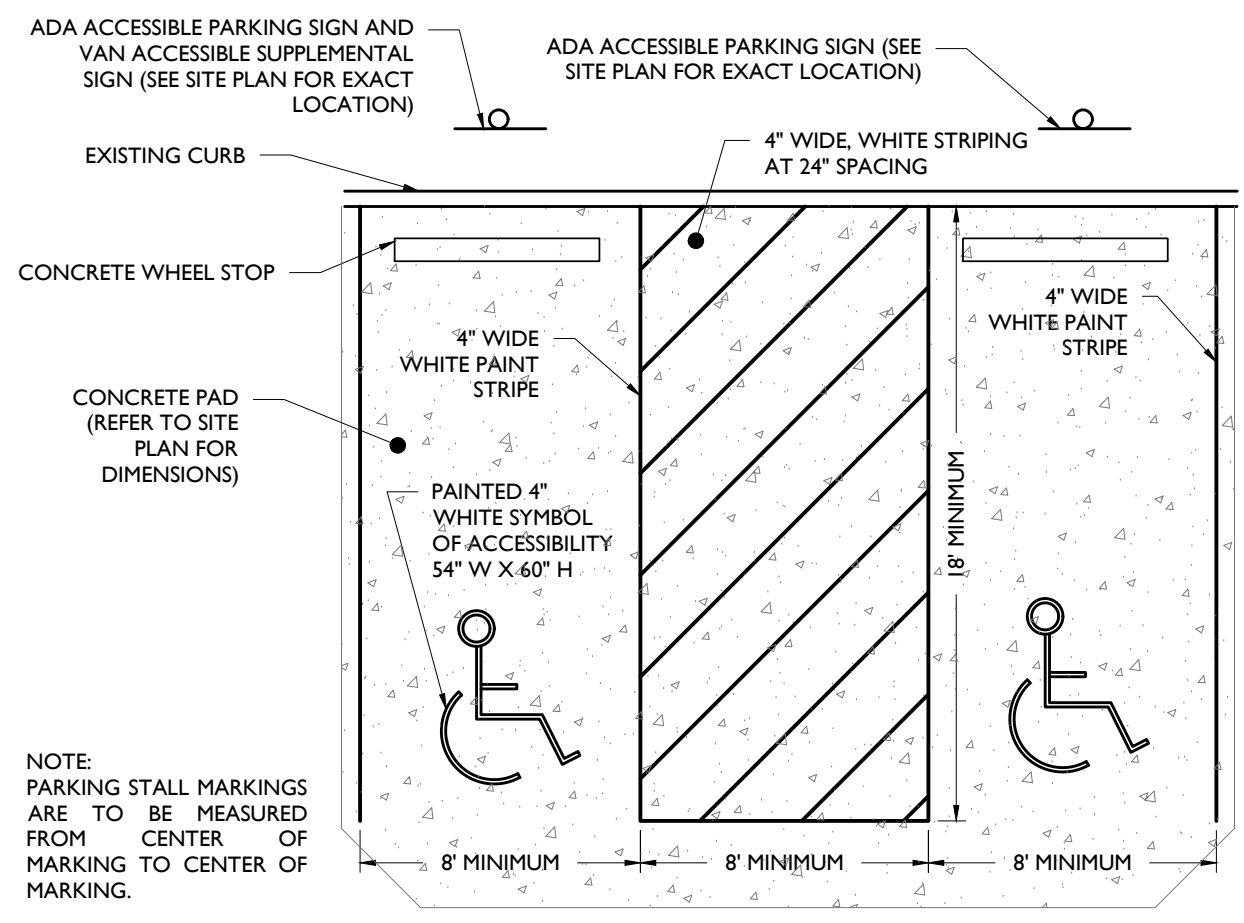 ADA ACCESSIBLE PARKING SIGN AND
VAN ACCESSIBLE SUPPLEMENTAL
SIGN (SEE SITE PLAN FOR EXACT
LOCATION)
ADA ACCESSIBLE PARKING SIGN (SEE
SITE PLAN FOR EXACT LOCATION)
EXISTING CURB
4" WIDE, WHITE STRIPING
AT 24" SPACING
CONCRETE WHEEL STOP
4" WIDE
WHITE PAINT
STRIPE
4" WIDE
WHITE PAINT
STRIPE
CONCRETE PAD
(REFER TO SITE
PLAN FOR
DIMENSIONS)
PAINTED 4"
WHITE SYMBOL
OF ACCESSIBILITY
54" W X 60" H
18' MINIMUM
NOTE:
PARKING STALL MARKINGS
ARE TO BE MEASURED
FROM CENTER OF
MARKING TO CENTER OF
MARKING.
8' MINIMUM
8' MINIMUM
8' MINIMUM